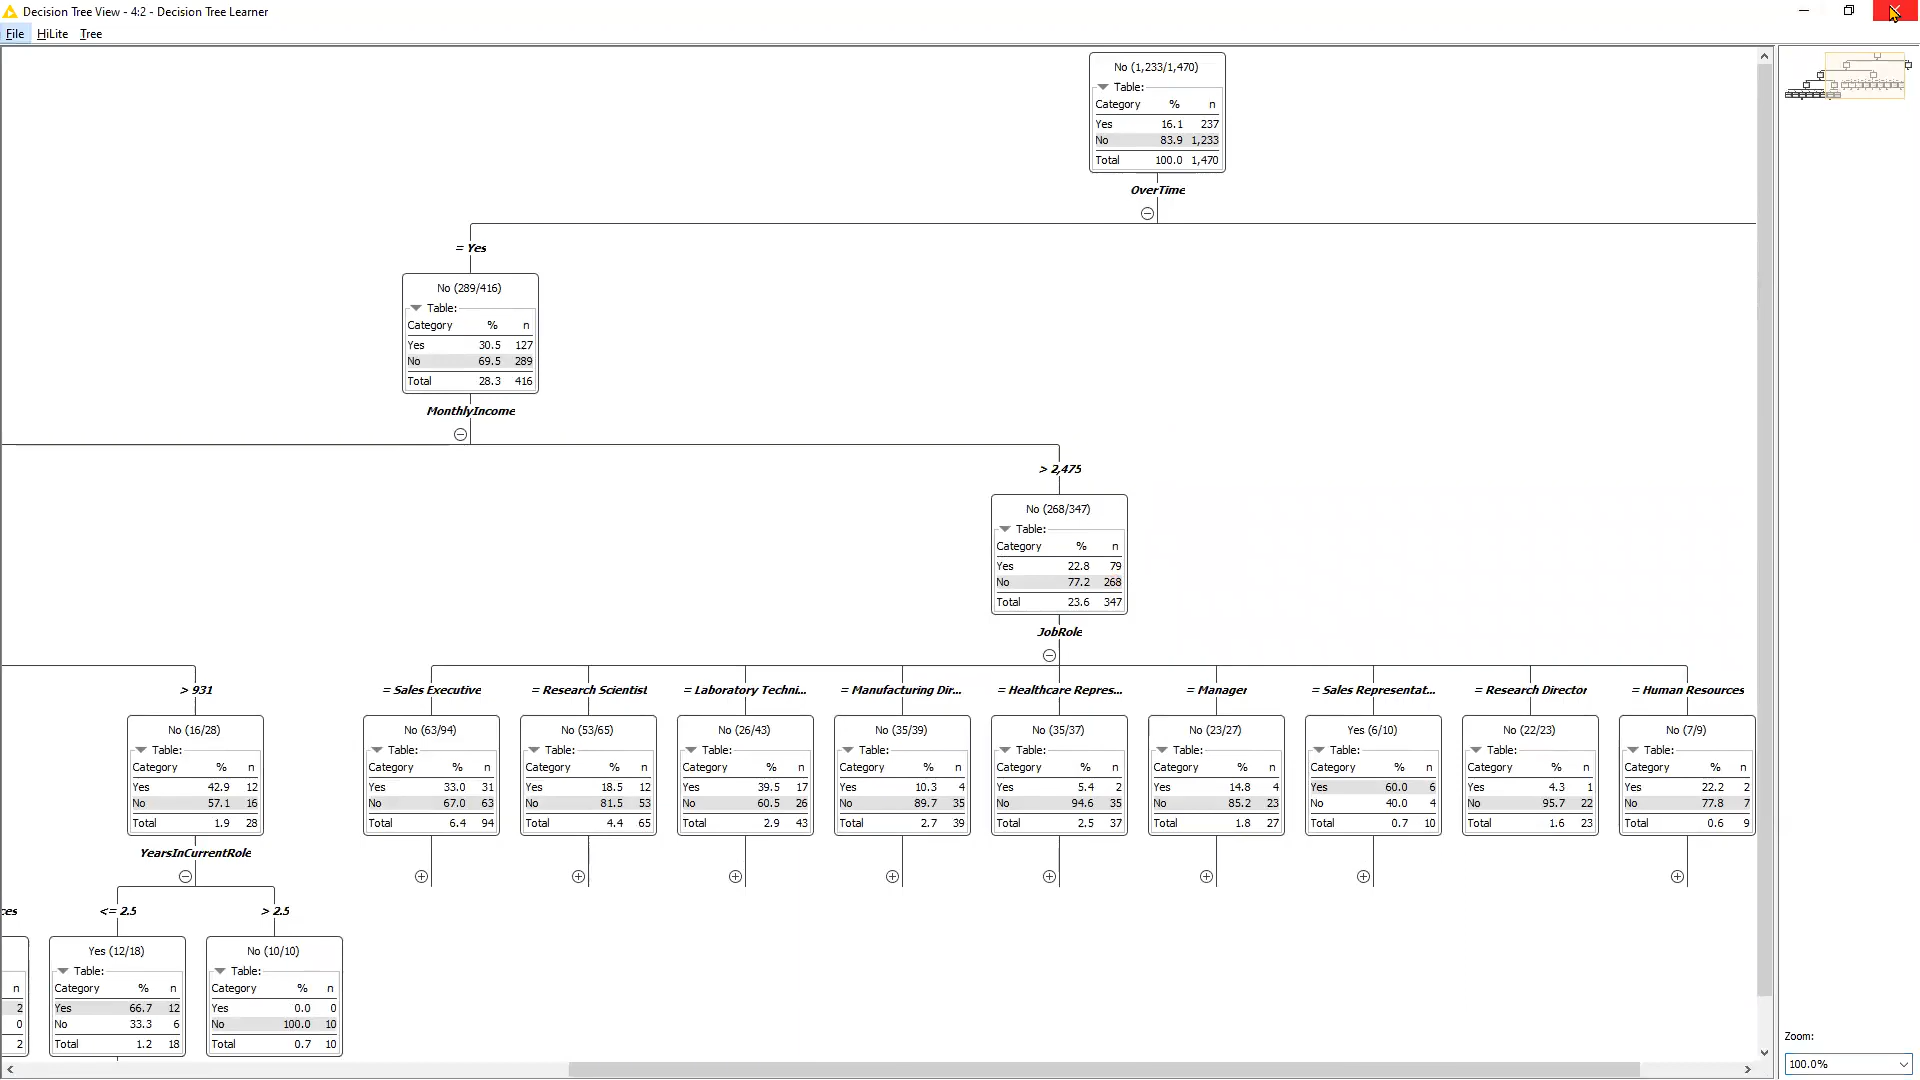 Decision Tree View - 4:2 - Decision Tree Learner
File HiLite Tree
No (1,233/1,470)
Table:
Category % n
Yes 16.1 237
No 83.9 1,233
Total 100.0 1,470
OverTime
= Yes
No (289/416)
Table:
Category % n
Yes 30.5 127
No 69.5 289
Total 28.3 416
MonthlyIncome
> 2,475
No (268/347)
Table:
Category % n
Yes 22.8 79
No 77.2 268
Total 23.6 347
JobRole
> 931
No (16/28)
Table:
Category % n
Yes 42.9 12
No 57.1 16
Total 1.9 28
YearsInCurrentRole
= Sales Executive
No (63/94)
Table:
Category % n
Yes 33.0 31
No 67.0 63
Total 6.4 94
= Research Scientist
No (53/65)
Table:
Category % n
Yes 18.5 12
No 81.5 53
Total 4.4 65
= Laboratory Techni...
No (26/43)
Table:
Category % n
Yes 39.5 17
No 60.5 26
Total 2.9 43
= Manufacturing Dir...
No (35/39)
Table:
Category % n
Yes 10.3 4
No 89.7 35
Total 2.7 39
= Healthcare Repres...
No (35/37)
Table:
Category % n
Yes 5.4 2
No 94.6 35
Total 2.5 37
= Manager
No (23/27)
Table:
Category % n
Yes 14.8 4
No 85.2 23
Total 1.8 27
= Sales Representat...
Yes (6/10)
Table:
Category % n
Yes 60.0 6
No 40.0 4
Total 0.7 10
= Research Director
No (22/23)
Table:
Category % n
Yes 4.3 1
No 95.7 22
Total 1.6 23
= Human Resources
No (7/9)
Table:
Category % n
Yes 22.2 2
No 77.8 7
Total 0.6 9
ces
n
2
0
2
<= 2.5
Yes (12/18)
Table:
Category % n
Yes 66.7 12
No 33.3 6
Total 1.2 18
> 2.5
No (10/10)
Table:
Category % n
Yes 0.0 0
No 100.0 10
Total 0.7 10
Zoom:
100.0%